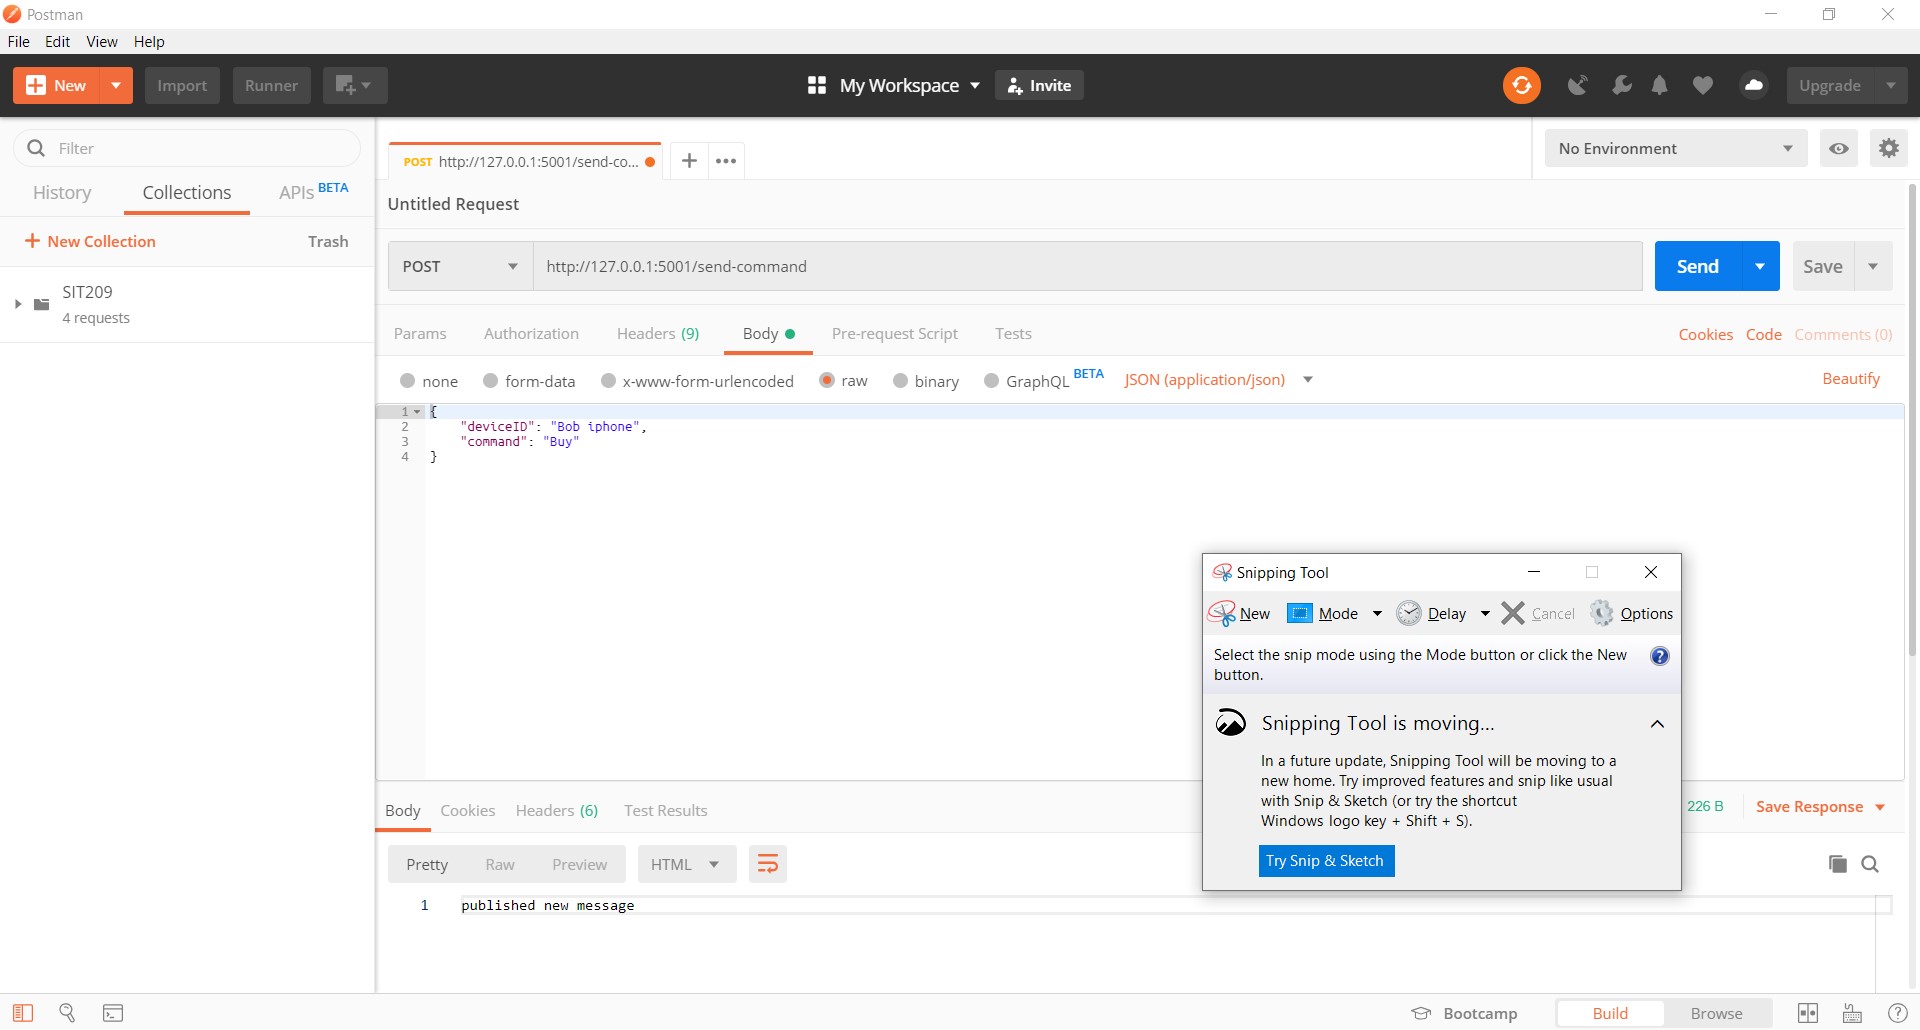 Postman
File Edit View Help
New Import Runner My Workspace Invite Upgrade
Filter
History Collections APIs BETA
+ New Collection Trash
SIT209
4 requests
POST http://127.0.0.1:5001/send-co... + •••
No Environment
Untitled Request
POST http://127.0.0.1:5001/send-command Send Save
Params Authorization Headers (9) Body Pre-request Script Tests Cookies Code Comments (0)
none form-data x-www-form-urlencoded raw binary GraphQL BETA JSON (application/json) Beautify
1 {
2 "deviceID": "Bob iphone",
3 "command": "Buy"
4 }
Snipping Tool
New Mode Delay Cancel Options
Select the snip mode using the Mode button or click the New
button.
Snipping Tool is moving...
In a future update, Snipping Tool will be moving to a
new home. Try improved features and snip like usual
with Snip & Sketch (or try the shortcut
Windows logo key + Shift + S).
Try Snip & Sketch
Body Cookies Headers (6) Test Results 226 B Save Response
Pretty Raw Preview HTML
1 published new message
Bootcamp Build Browse